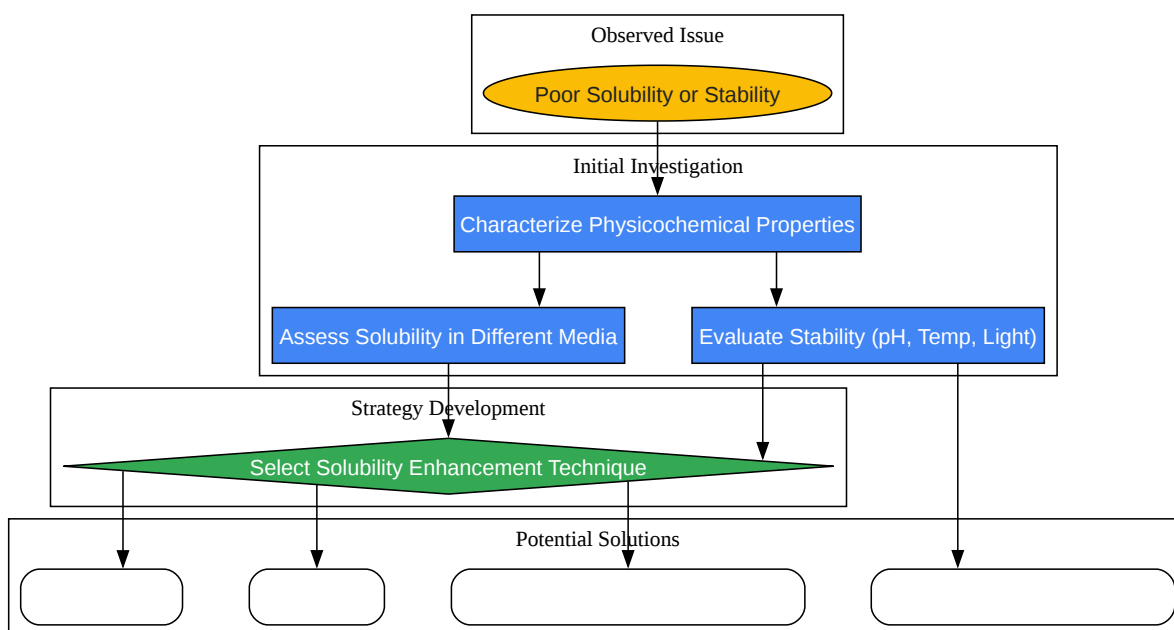 Observed Issue
Poor Solubility or Stability
Initial Investigation
Characterize Physicochemical Properties
Assess Solubility in Different Media
Evaluate Stability (pH, Temp, Light)
Strategy Development
Select Solubility Enhancement Technique
Potential Solutions